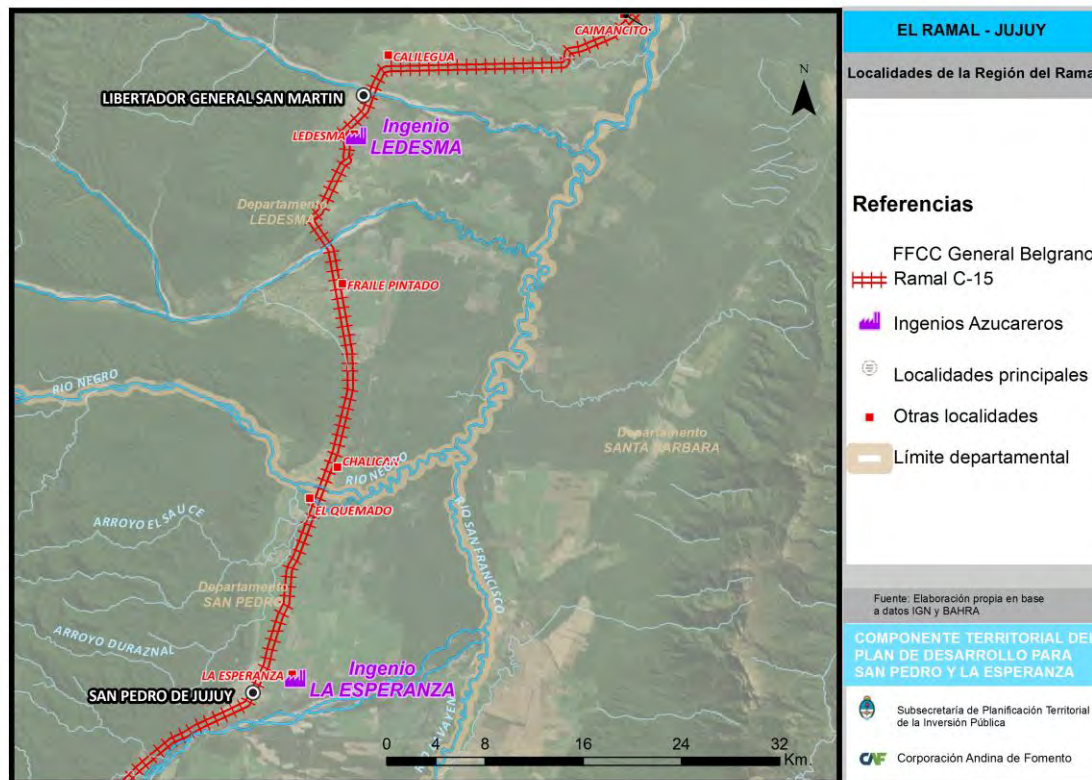 CAIMANCITO
CALILEGUA
N
LIBERTADOR GENERAL SAN MARTIN
LEDESMA
Ingenio
LEDESMA
Departamento
LEDESMA
FRAILE PINTADO
RIO NEGRO
Departamento
SANTA BARBARA
CHALICAN
RIO NEGRO
EL QUEMADO
RIO SAN FRANCISCO
ARROYO EL SAUCE
Departamento
SAN PEDRO
ARROYO DURAZNAL
LA ESPERANZA
Ingenio
LA ESPERANZA
SAN PEDRO DE JUJUY
0 4 8 16 24 32
Km
EL RAMAL - JUJUY
Localidades de la Región del Rama
Referencias
FFCC General Belgrano
Ramal C-15
Ingenios Azucareros
Localidades principales
Otras localidades
Límite departamental
Fuente: Elaboración propia en base
a datos IGN y BAHRA
COMPONENTE TERRITORIAL DEL
PLAN DE DESARROLLO PARA
SAN PEDRO Y LA ESPERANZA
Subsecretaría de Planificación Territorial
de la Inversión Pública
CAF Corporación Andina de Fomento